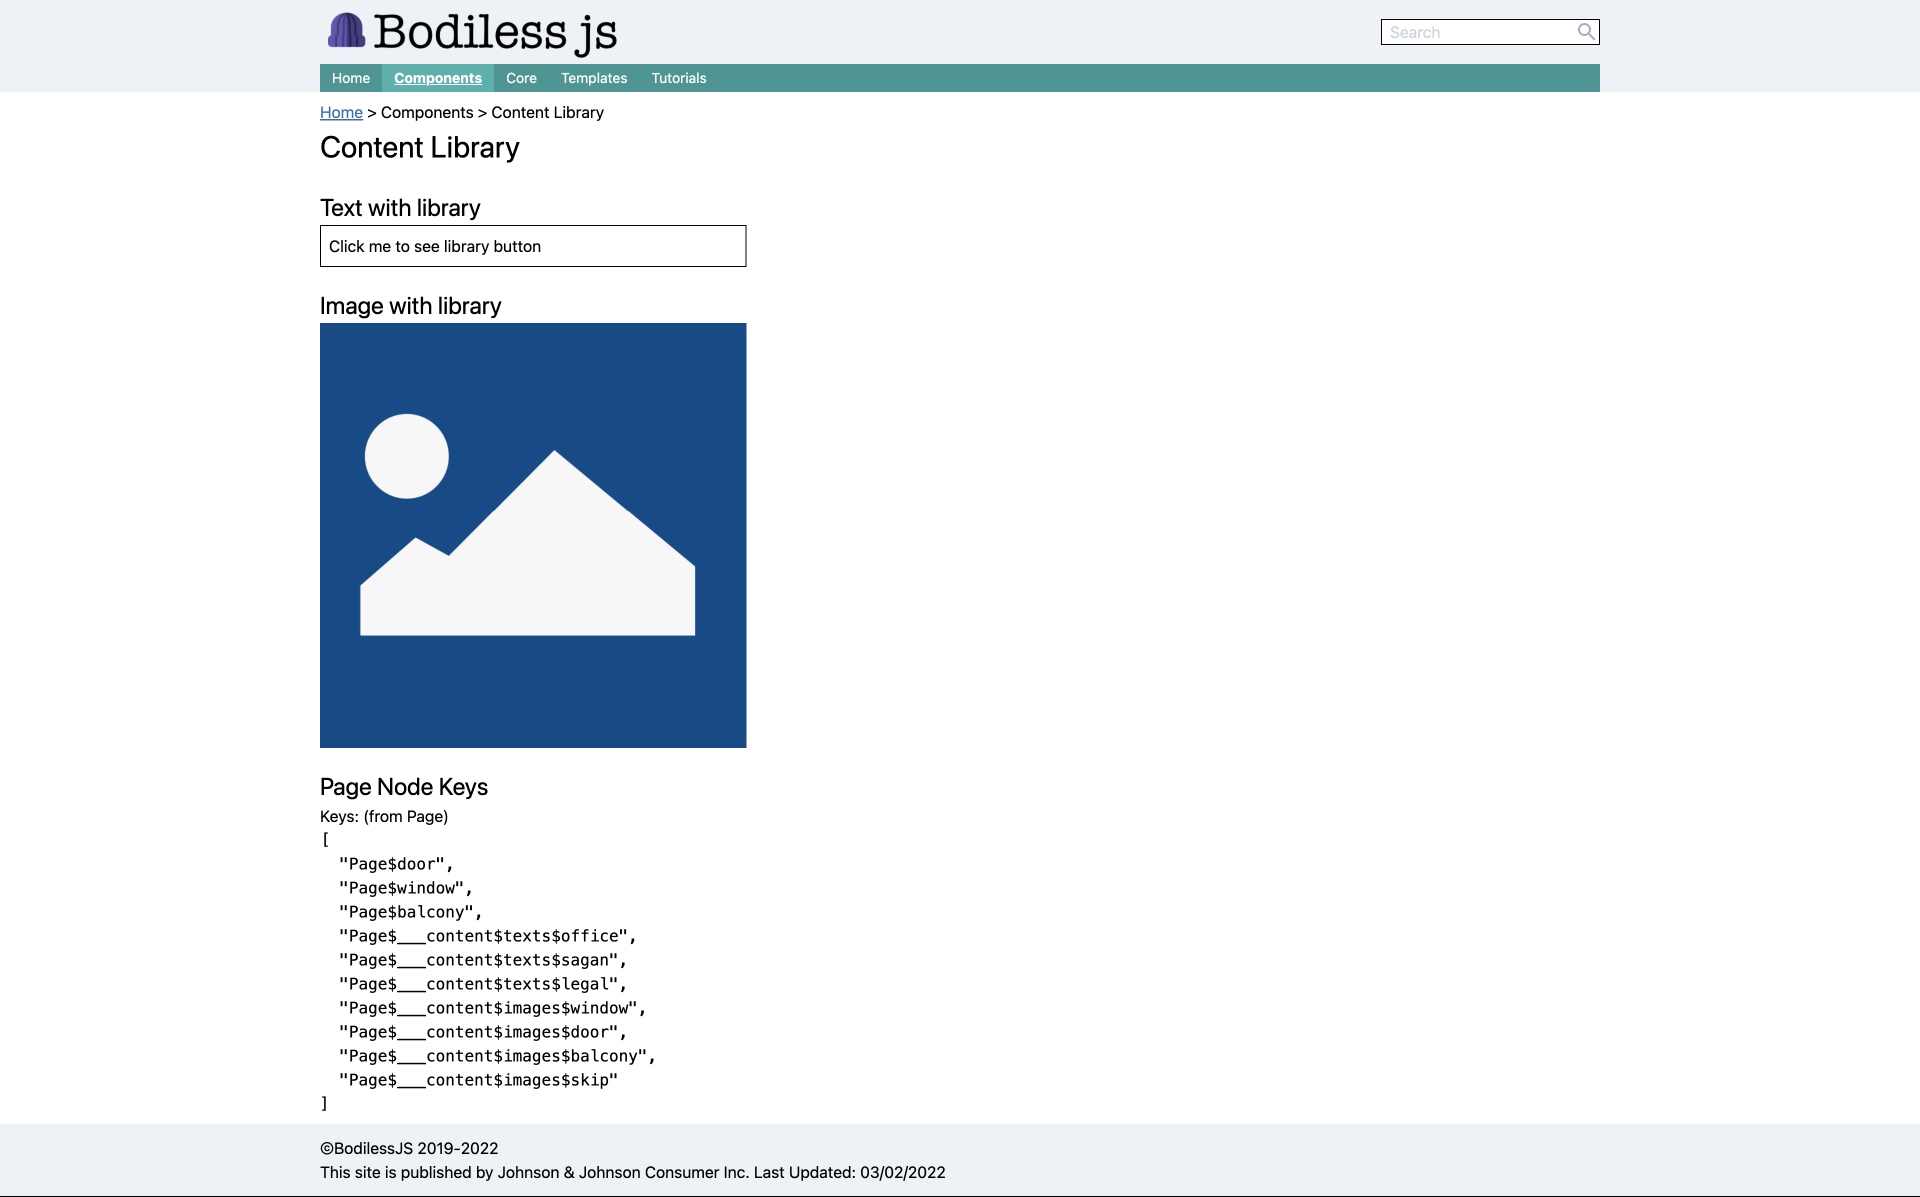 Bodiless js
Search
Home Components Core Templates Tutorials
Home > Components > Content Library
Content Library
Text with library
Click me to see library button
Image with library
Page Node Keys
Keys: (from Page)
[
"Page$door",
"Page$window",
"Page$balcony",
"Page$___content$texts$office",
"Page$___content$texts$sagan",
"Page$___content$texts$legal",
"Page$___content$images$window",
"Page$___content$images$door",
"Page$___content$images$balcony",
"Page$___content$images$skip"
]
©BodilessJS 2019-2022
This site is published by Johnson & Johnson Consumer Inc. Last Updated: 03/02/2022